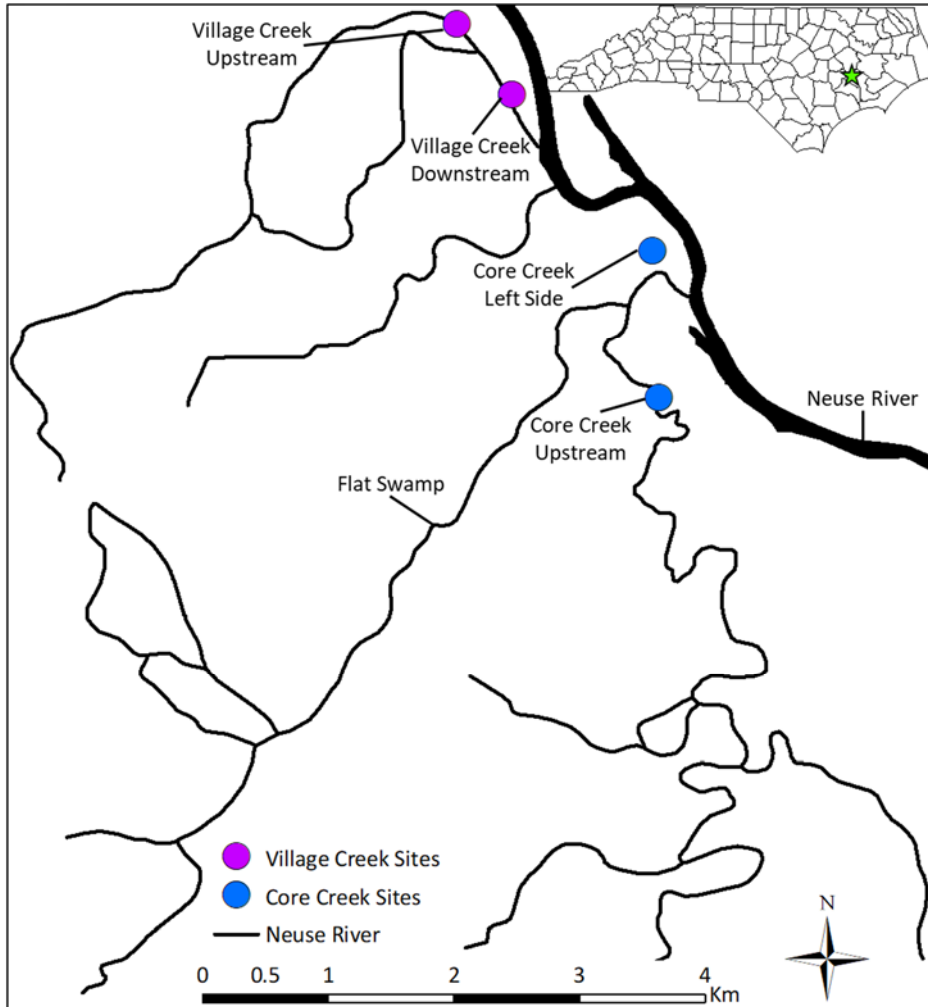 Village Creek
Upstream
Village Creek
Downstream
Core Creek
Left Side
Neuse River
Core Creek
Upstream
Flat Swamp
Village Creek Sites
Core Creek Sites
Neuse River
N
0 0.5 1 2 3 4
Km